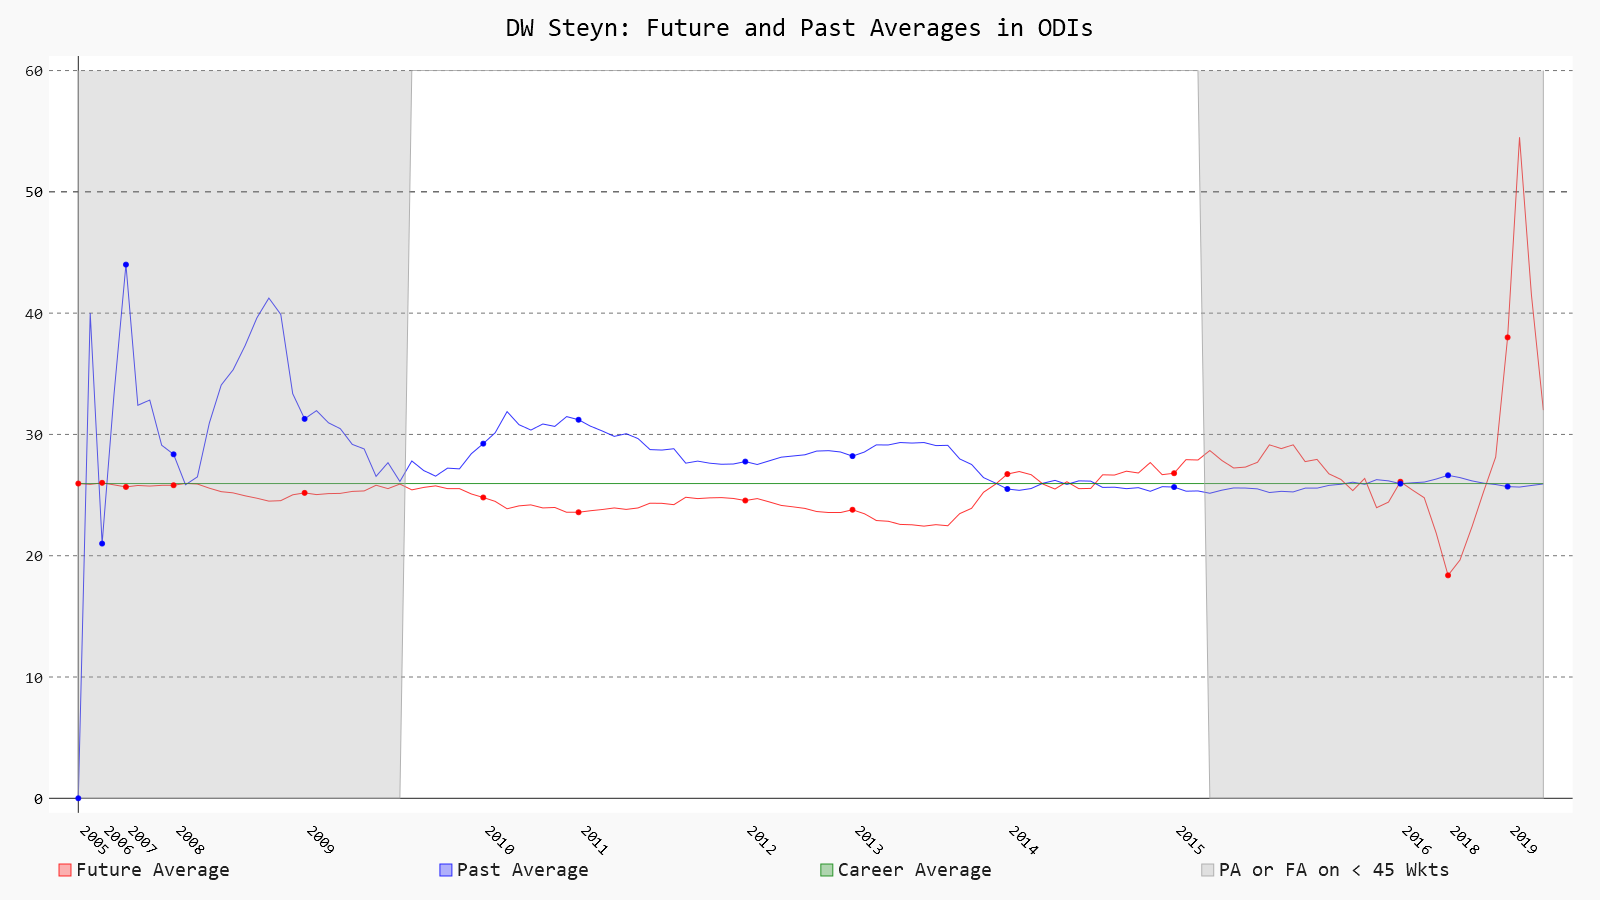 DW Steyn: Future and Past Averages in ODIs
60
50
40
30
20
10
0
2005 2006 2007 2008 2009 2010 2011 2012 2013 2014 2015 2016 2018 2019
Future Average Past Average Career Average PA or FA on < 45 Wkts